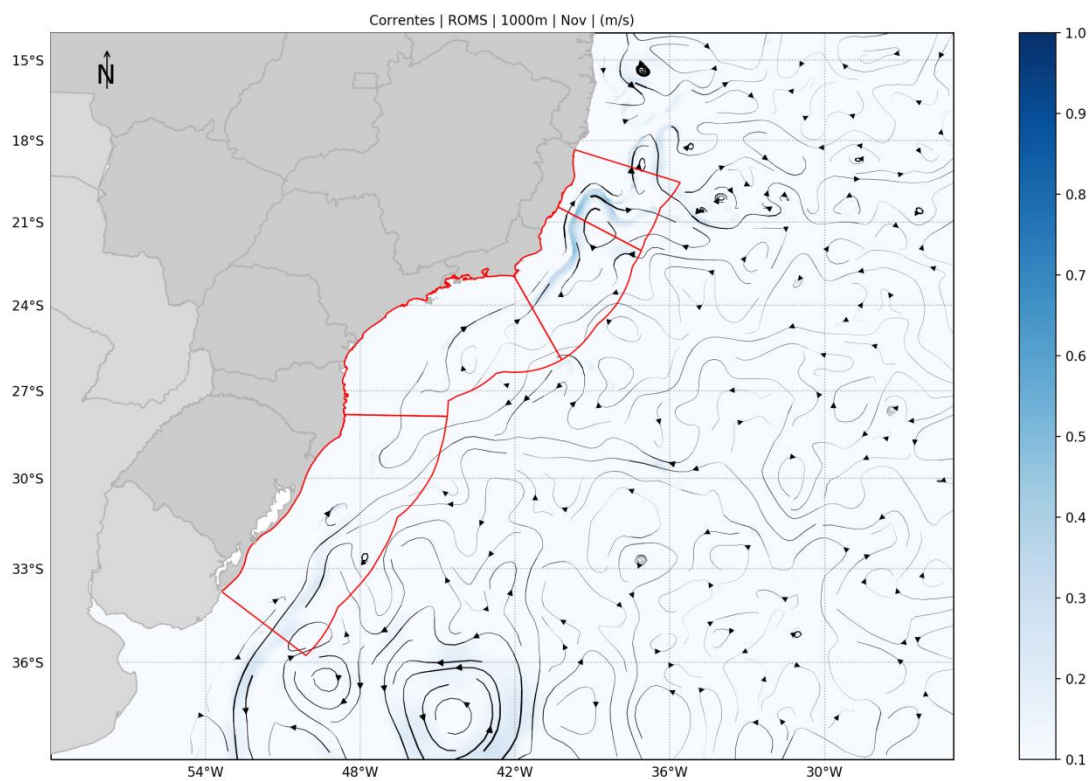 Correntes | ROMS | 1000m | Nov | (m/s)
N
15°S
18°S
21°S
24°S
27°S
30°S
33°S
36°S
54°W
48°W
42°W
36°W
30°W
1.0
0.9
0.8
0.7
0.6
0.5
0.4
0.3
0.2
0.1